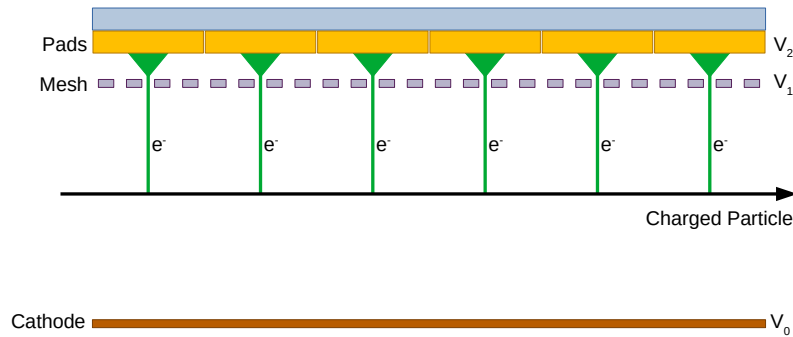 Pads V₂
Mesh V₁
e⁻ e⁻ e⁻ e⁻ e⁻ e⁻
Charged Particle
Cathode V₀